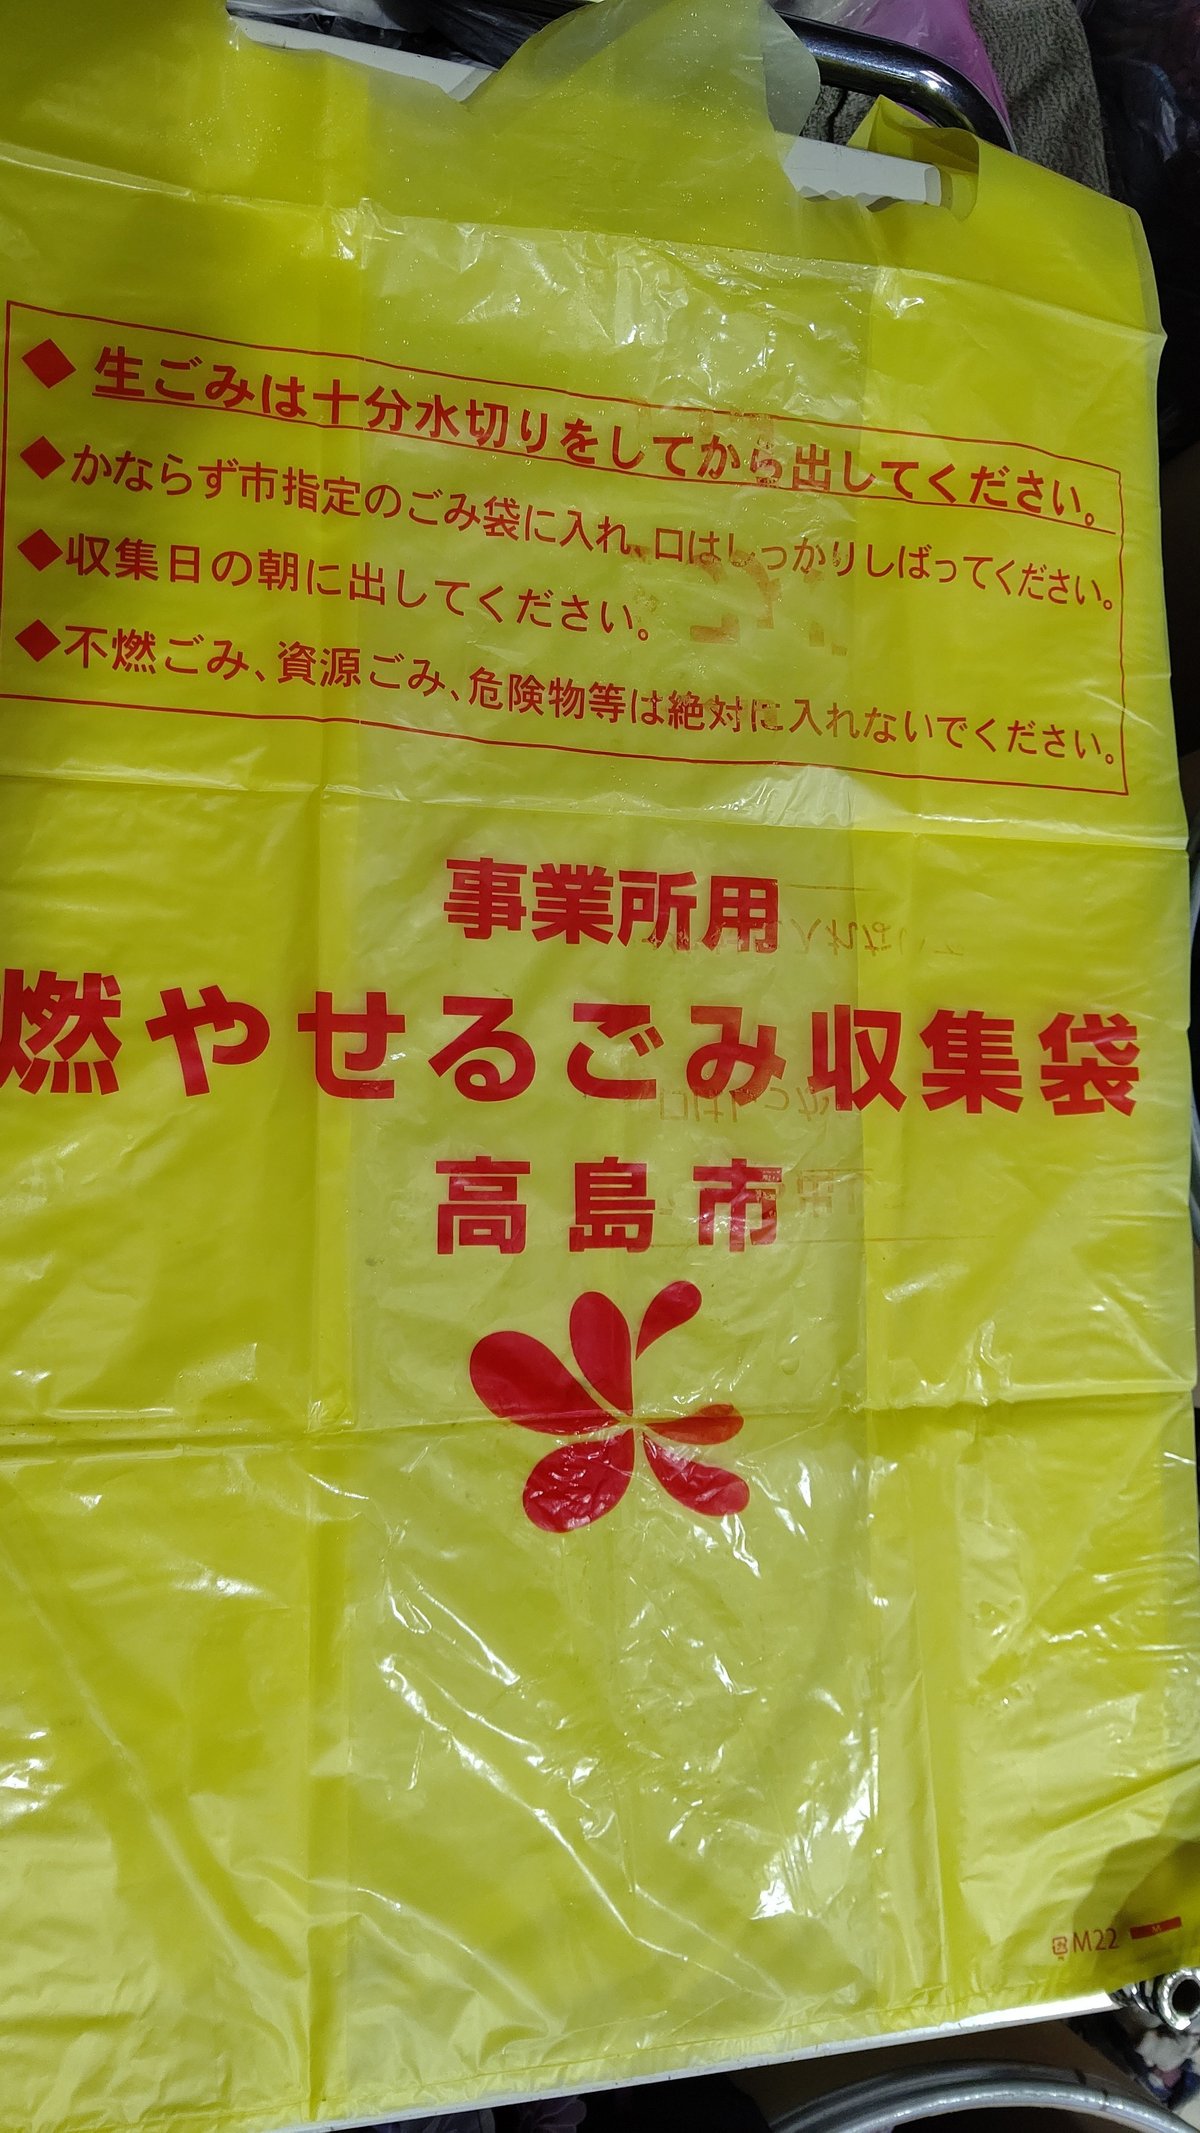 ◆生ごみは十分水切りをしてから出してください。
◆かならず市指定のごみ袋に入れ、口はしっかりしばってください。
◆収集日の朝に出してください。
◆不燃ごみ、資源ごみ、危険物等は絶対に入れないでください。
事業所用
燃やせるごみ収集袋
高島市
M22
M